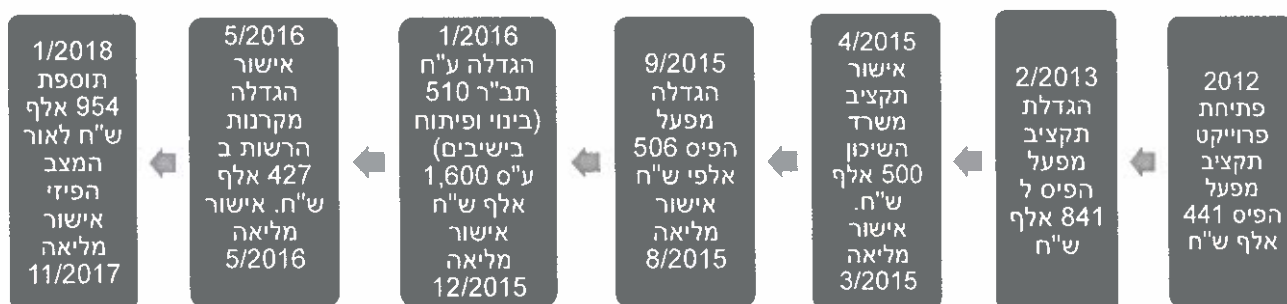 2012
פתיחת
פרוייקט
תקציב
מפעל
הפיס 441
אלף ש"ח
2/2013
הגדלת
תקציב
מפעל
הפיס ל
841 אלף
ש"ח
4/2015
אישור
תקציב
משרד
השיכון
500 אלף
ש"ח.
אישור
מליאה
3/2015
9/2015
הגדלה
מפעל
הפיס 506
אלפי ש"ח
אישור
מליאה
8/2015
1/2016
הגדלה ע"ח
תב"ר 510
(בינוי ופיתוח
בישיבים)
ע"ס 1,600
אלף ש"ח
אישור
מליאה
12/2015
5/2016
אישור
הגדלה
מקרנות
הרשות ב
427 אלף
ש"ח. אישור
מליאה
5/2016
1/2018
תוספת
954 אלף
ש"ח לאור
המצב
הפיזי
אישור
מליאה
11/2017